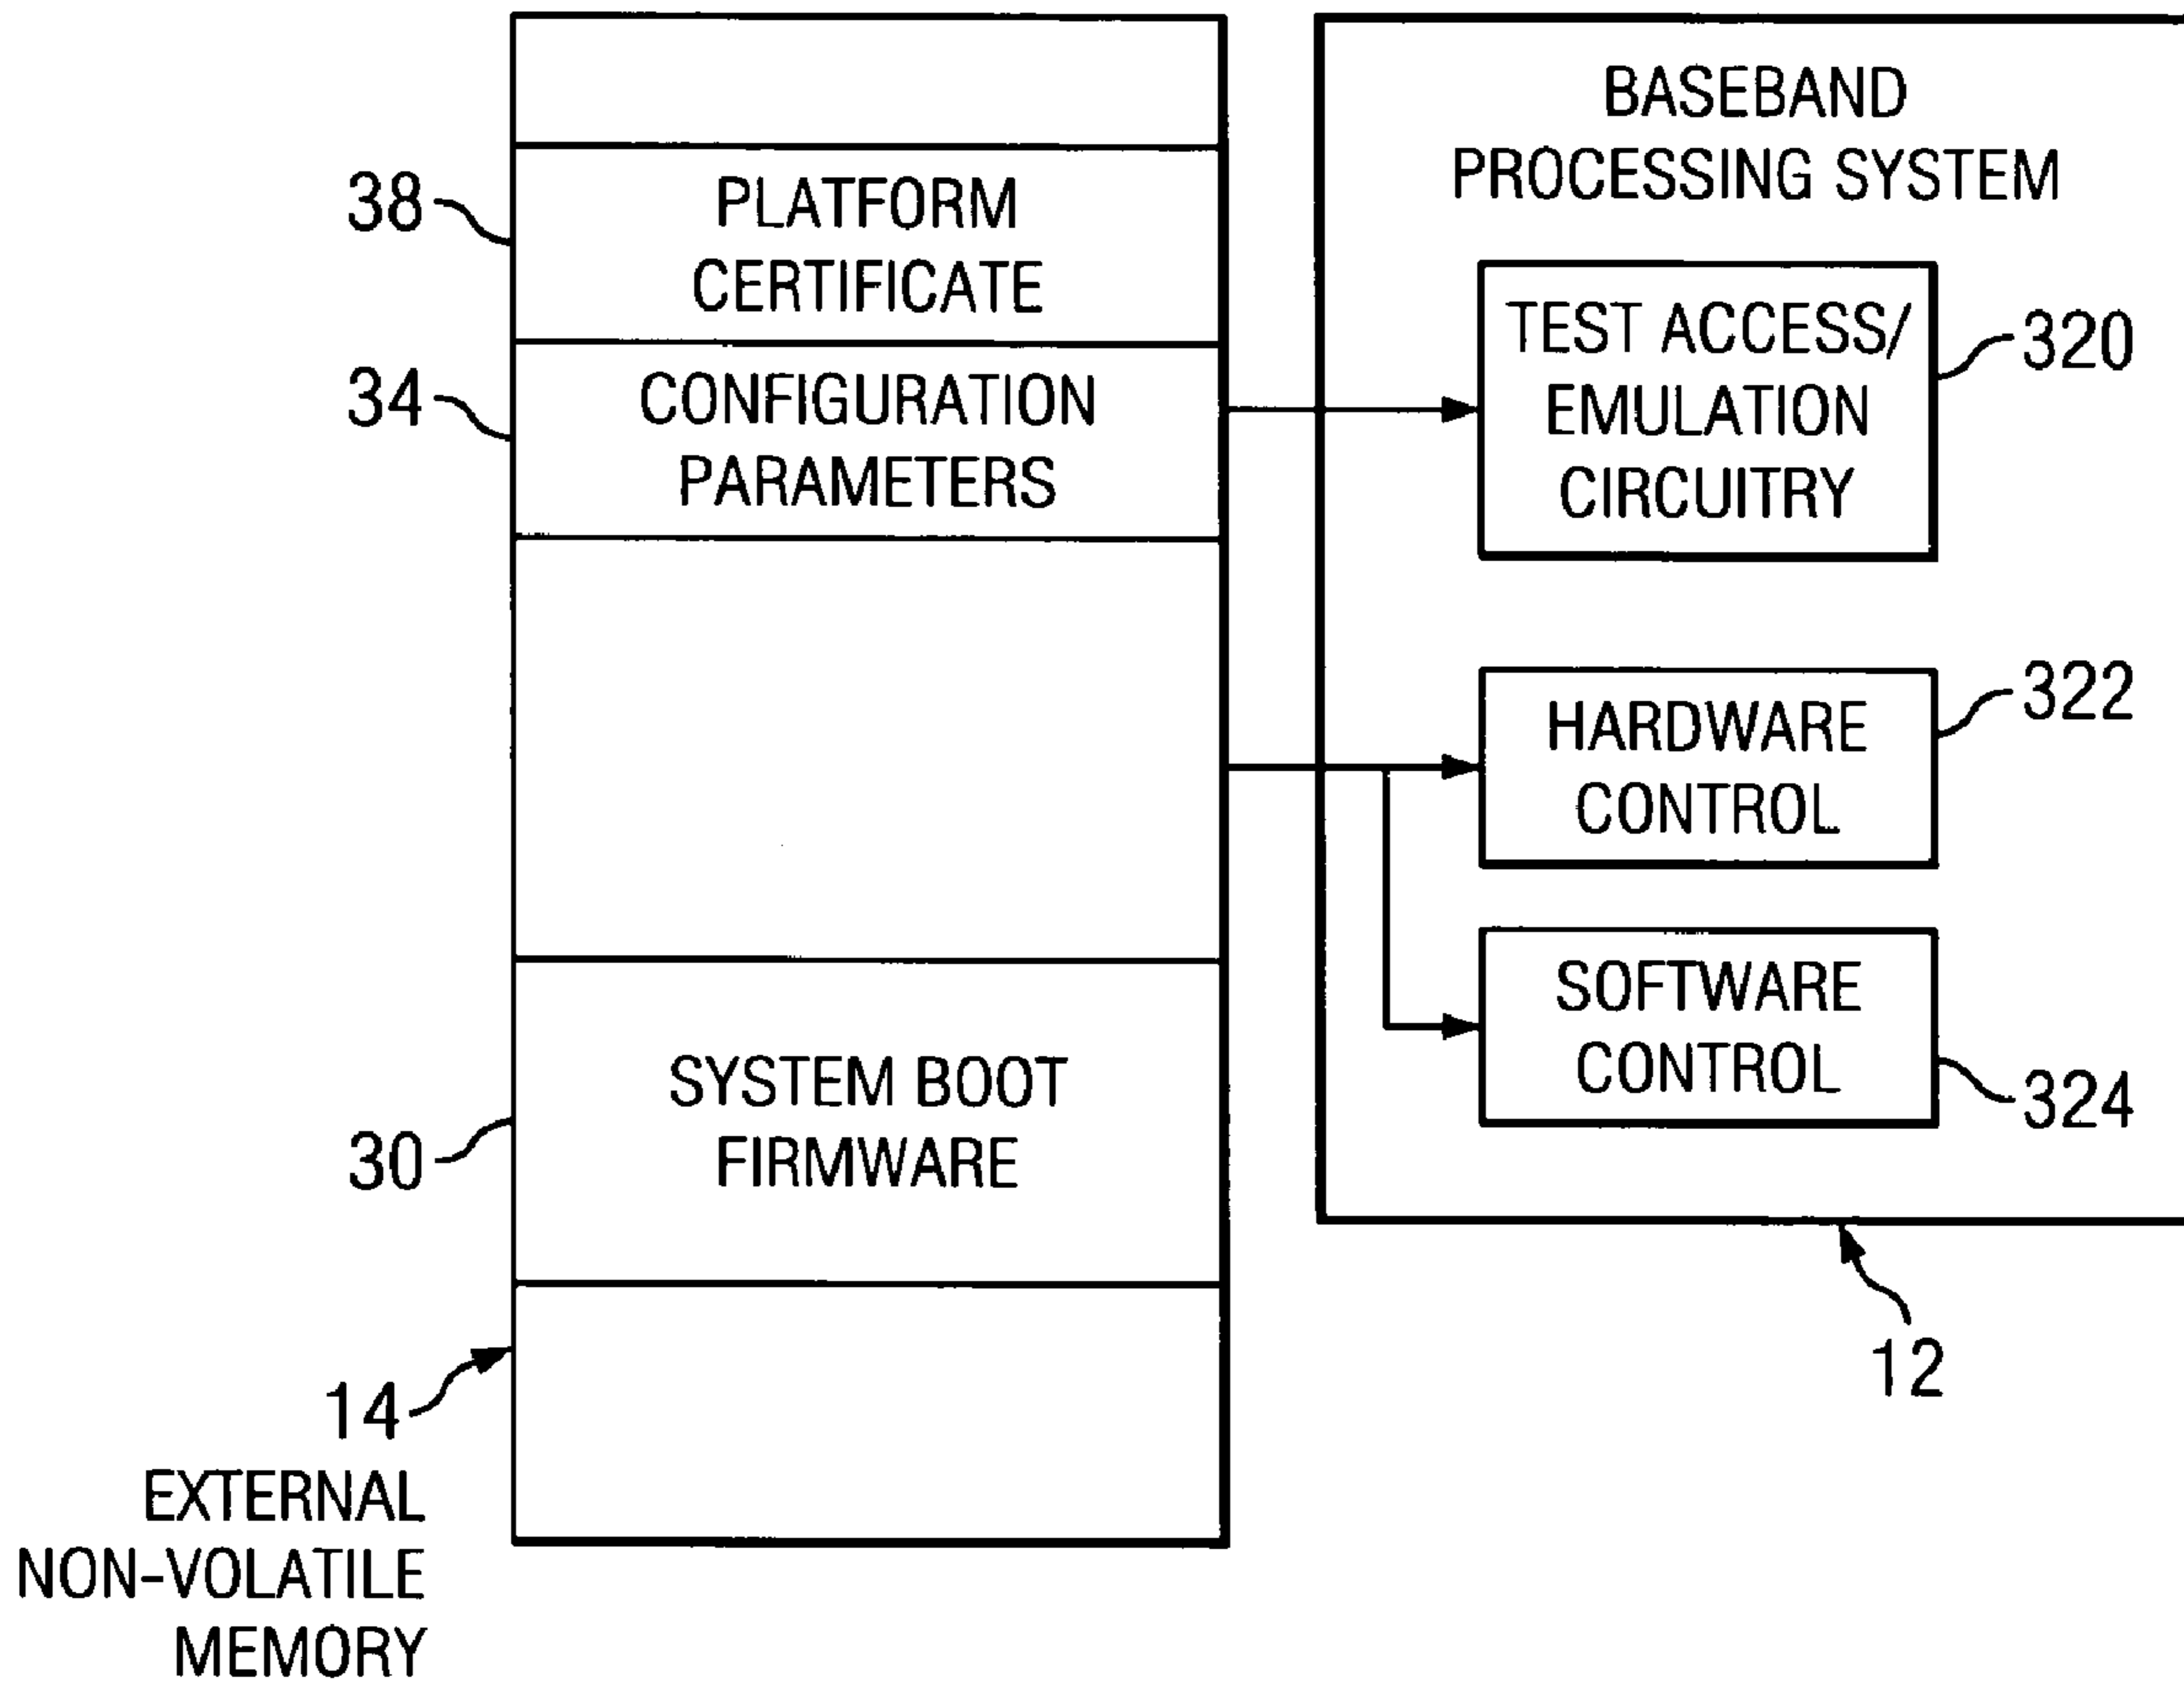 38
PLATFORM
CERTIFICATE
34
CONFIGURATION
PARAMETERS
30
SYSTEM BOOT
FIRMWARE
14
EXTERNAL
NON-VOLATILE
MEMORY
BASEBAND
PROCESSING SYSTEM
TEST ACCESS/
EMULATION
CIRCUITRY
320
HARDWARE
CONTROL
322
SOFTWARE
CONTROL
324
12